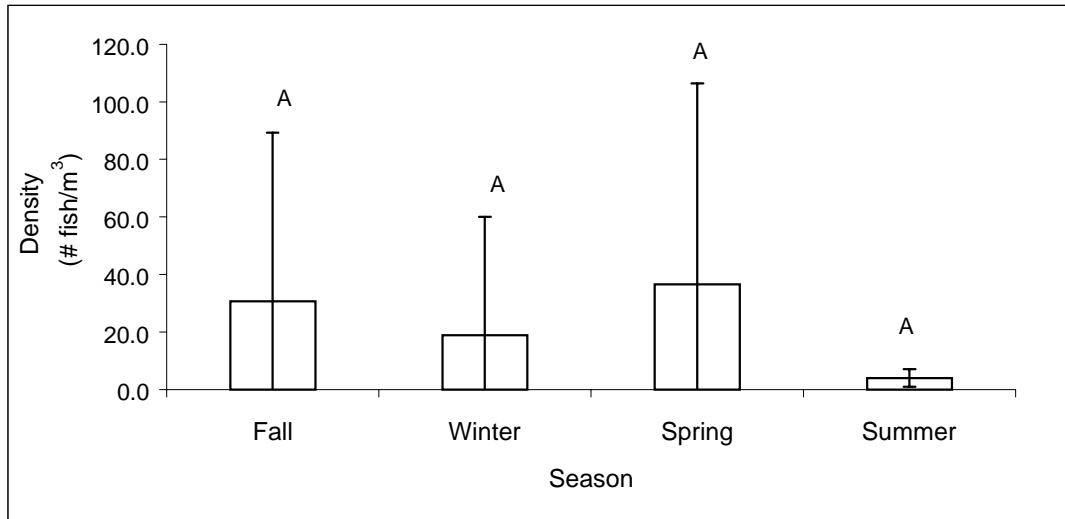 120.0
100.0
80.0
60.0
40.0
20.0
0.0
Density
(# fish/m³)
A
A
A
A
Fall Winter Spring Summer
Season